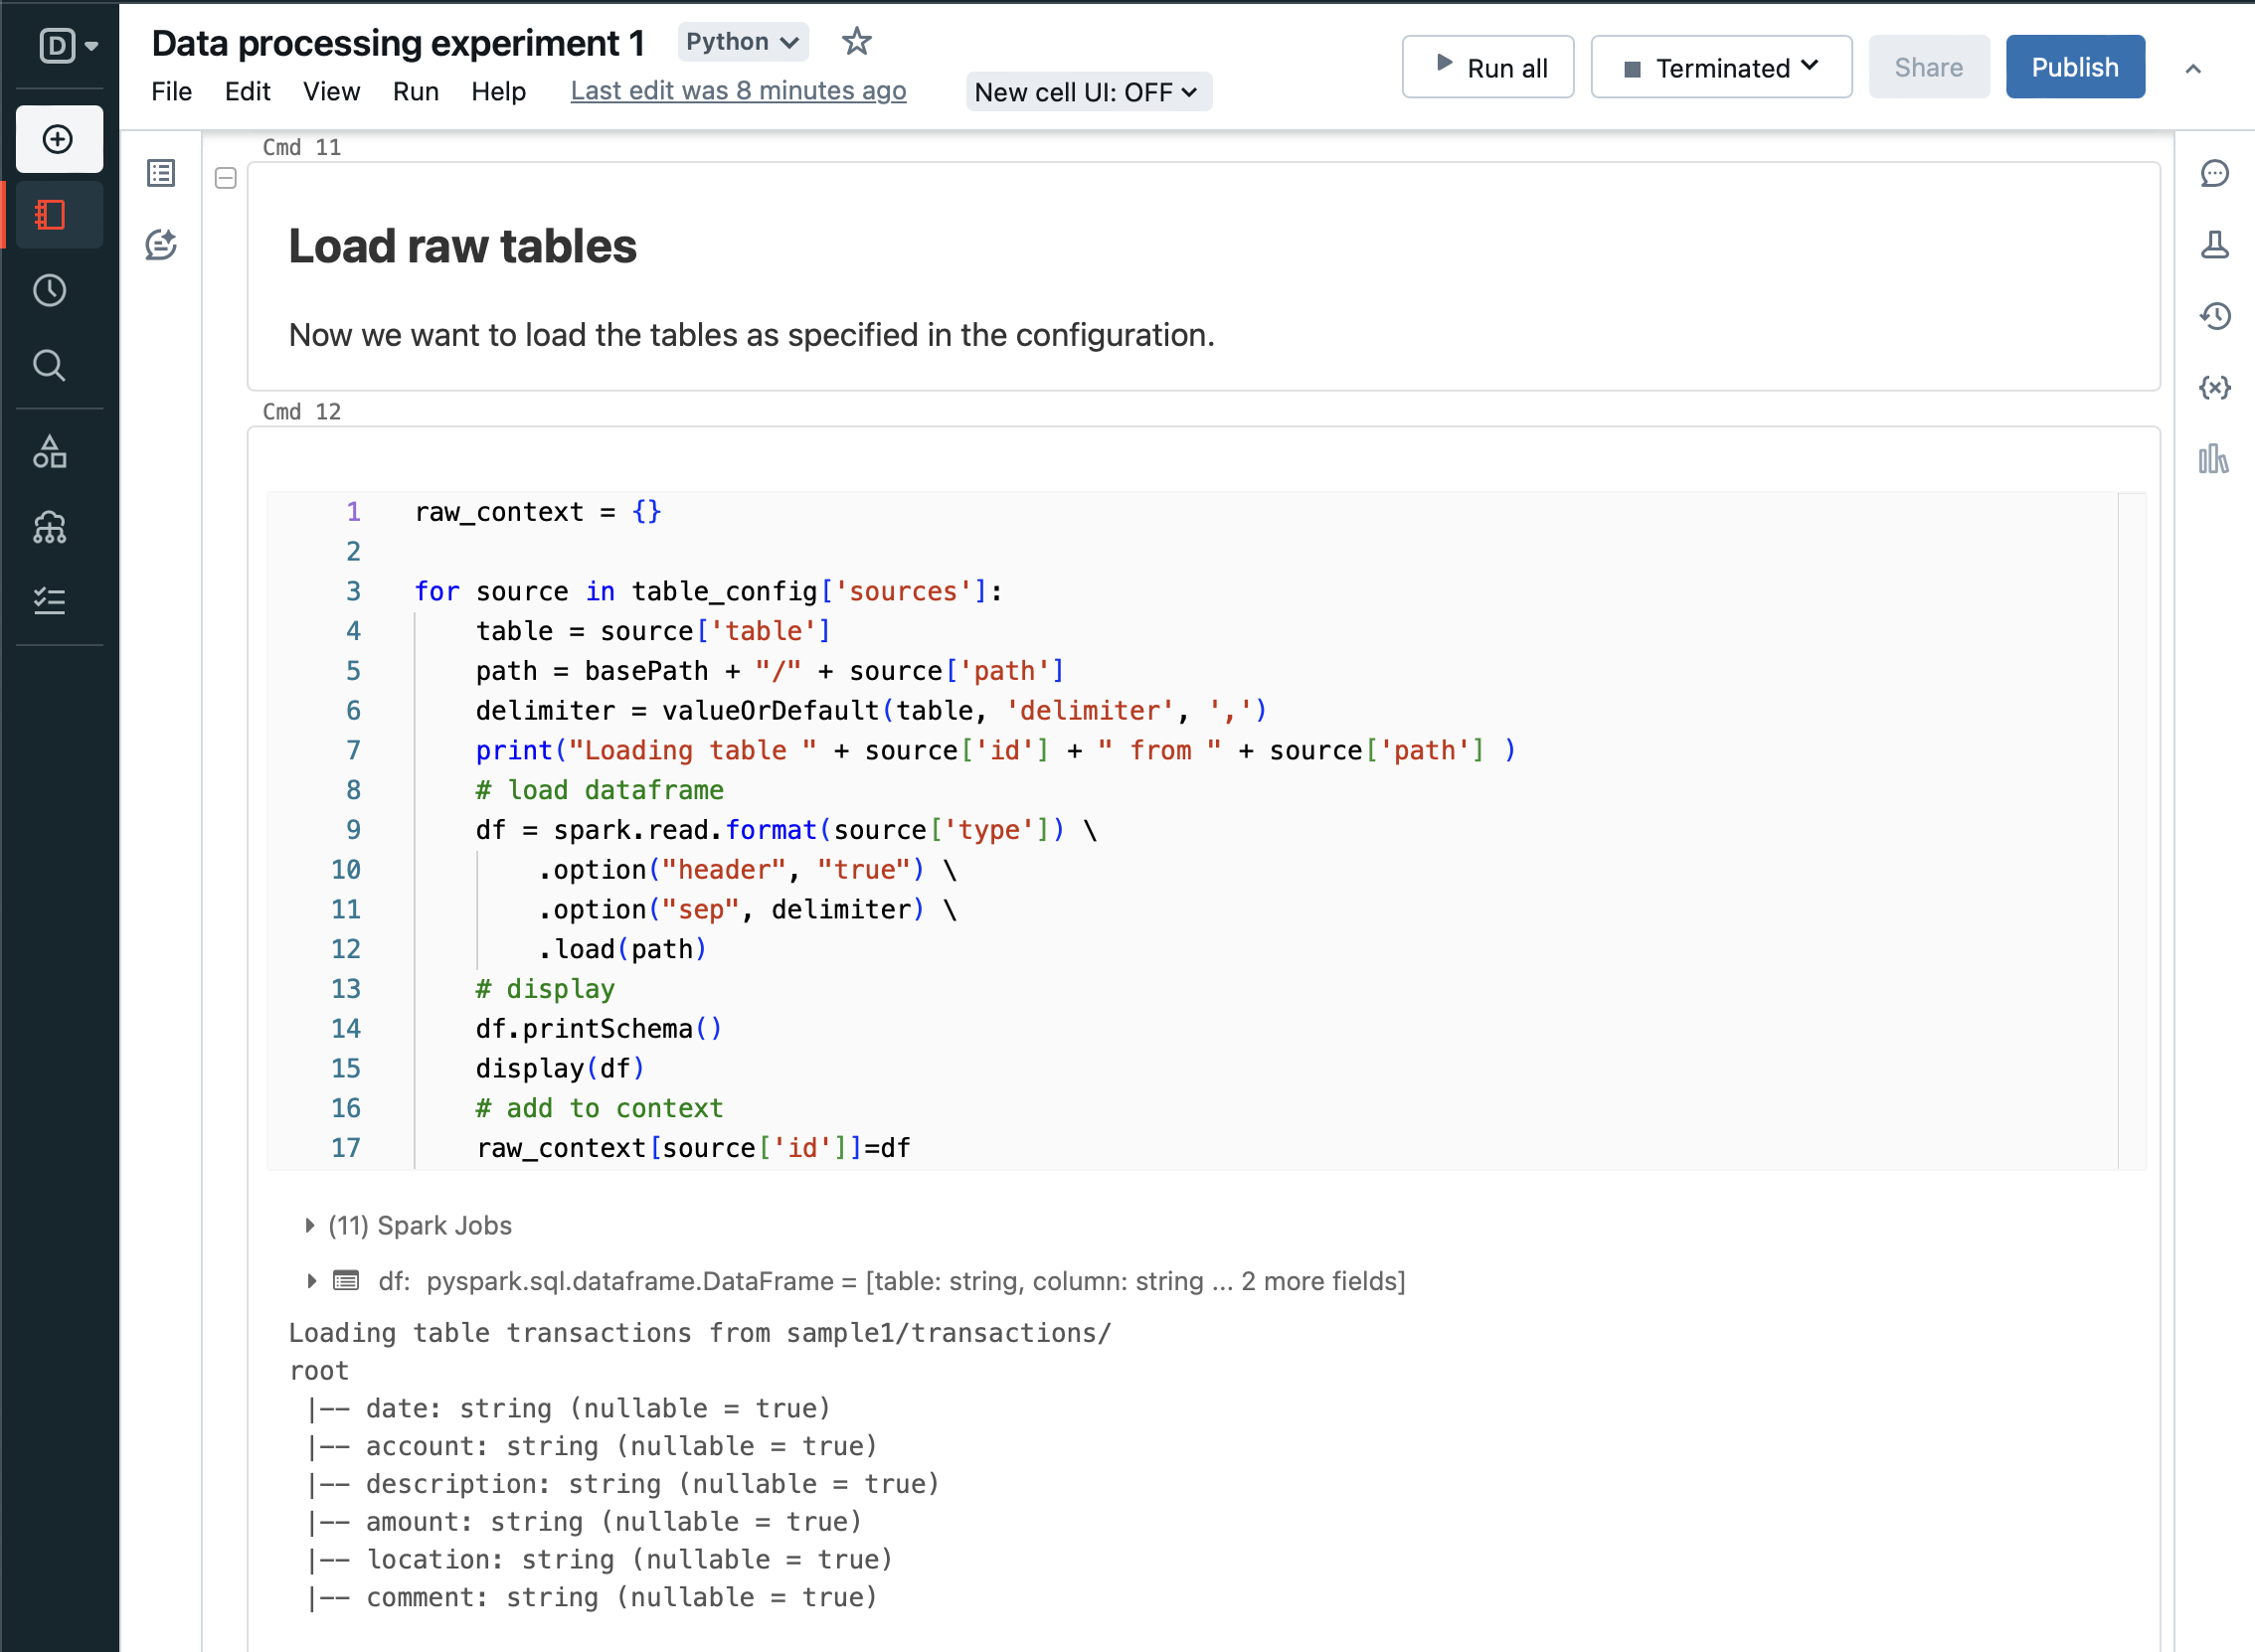 D
Data processing experiment 1 Python
File Edit View Run Help Last edit was 8 minutes ago New cell UI: OFF
Run all Terminated Share Publish
Cmd 11
Load raw tables
Now we want to load the tables as specified in the configuration.
Cmd 12
1 raw_context = {}
2
3 for source in table_config['sources']:
4     table = source['table']
5     path = basePath + "/" + source['path']
6     delimiter = valueOrDefault(table, 'delimiter', ',')
7     print("Loading table " + source['id'] + " from " + source['path'] )
8     # load dataframe
9     df = spark.read.format(source['type']) \
10         .option("header", "true") \
11         .option("sep", delimiter) \
12         .load(path)
13     # display
14     df.printSchema()
15     display(df)
16     # add to context
17     raw_context[source['id']]=df
(11) Spark Jobs
df: pyspark.sql.dataframe.DataFrame = [table: string, column: string ... 2 more fields]
Loading table transactions from sample1/transactions/
root
 |-- date: string (nullable = true)
 |-- account: string (nullable = true)
 |-- description: string (nullable = true)
 |-- amount: string (nullable = true)
 |-- location: string (nullable = true)
 |-- comment: string (nullable = true)